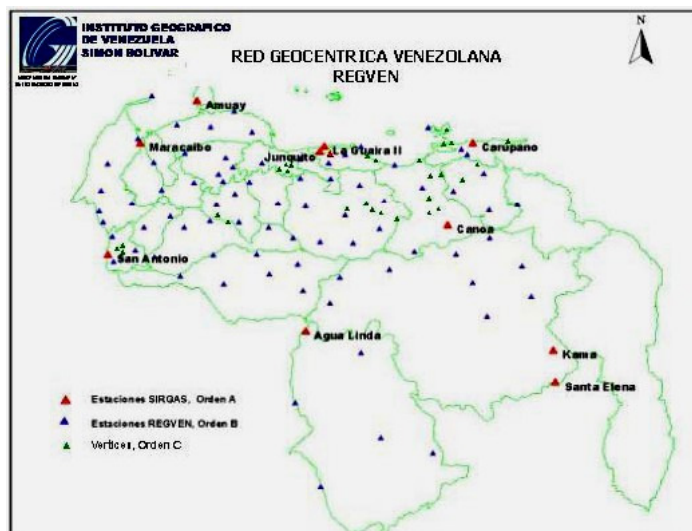 INSTITUTO GEOGRAFICO
DE VENEZUELA
SIMON BOLIVAR
RED GEOCENTRICA VENEZOLANA
REGVEN
N
Amuay
Maracaibo
Junquito
La Guaira II
Carupano
Canoa
San Antonio
Agua Linda
Kama
Santa Elena
Estaciones SIRGAS, Orden A
Estaciones REGVEN, Orden B
Vertices, Orden C